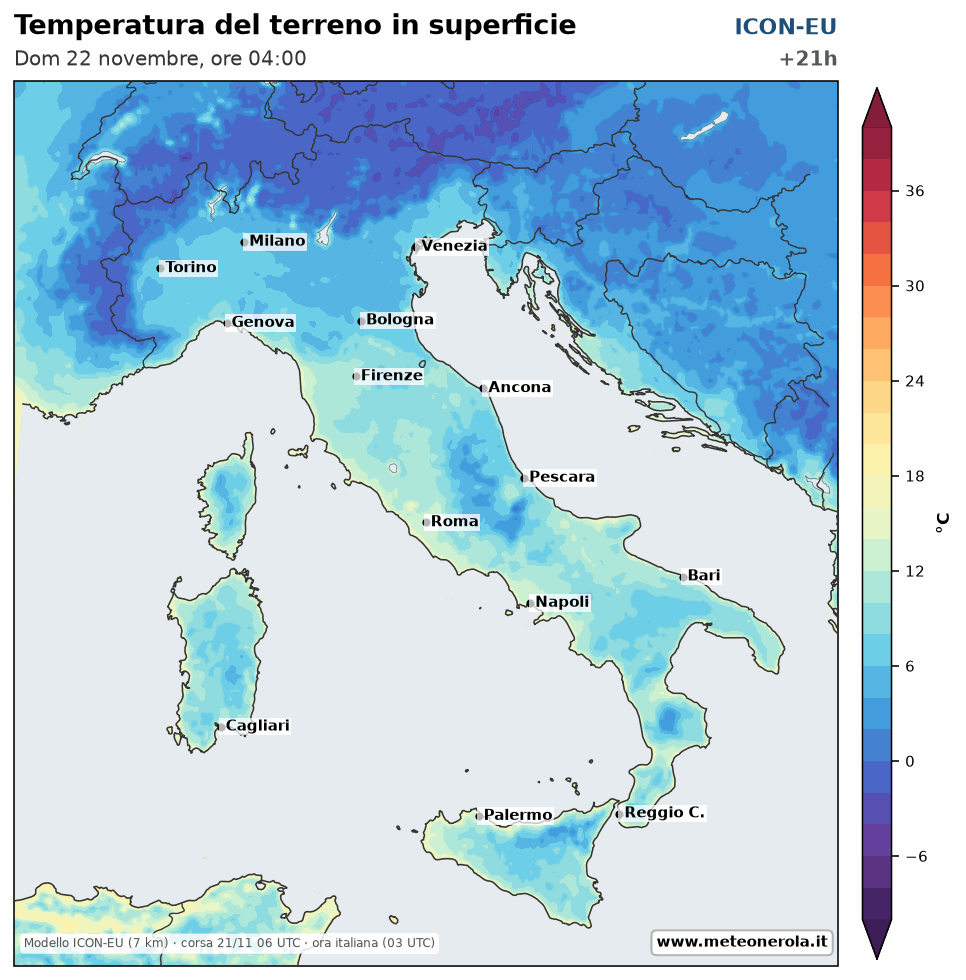 Temperatura del terreno in superficie
ICON-EU
Dom 22 novembre, ore 04:00
+21h
Milano
Venezia
Torino
Genova
Bologna
Firenze
Ancona
Pescara
Roma
Bari
Napoli
Cagliari
Palermo
Reggio C.
36
30
24
18
12
6
0
−6
°C
Modello ICON-EU (7 km) · corsa 21/11 06 UTC · ora italiana (03 UTC)
www.meteonerola.it